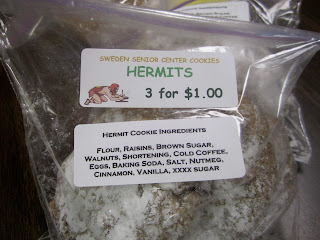 SWEDEN SENIOR CENTER COOKIES
HERMITS
3 for $1.00
Hermit Cookie Ingredients
Flour, Raisins, Brown Sugar,
Walnuts, Shortening, Cold Coffee,
Eggs, Baking Soda, Salt, Nutmeg,
Cinnamon, Vanilla, xxxx sugar